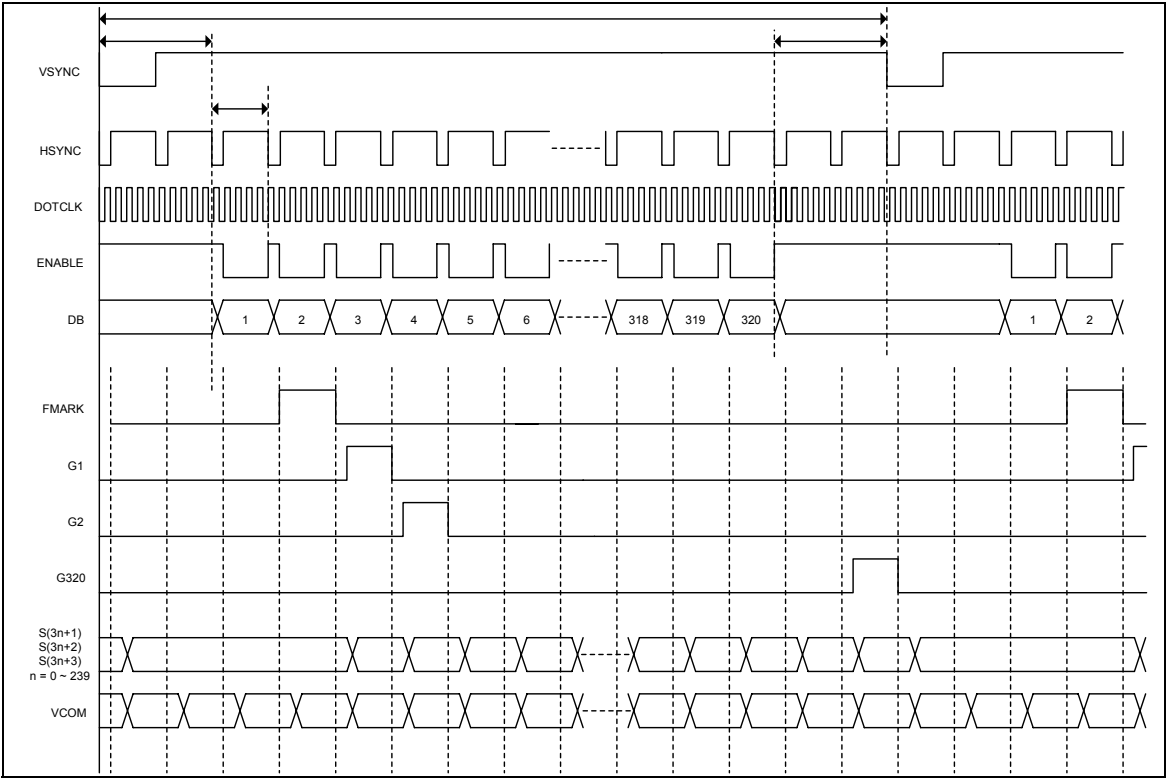 VSYNC
HSYNC
DOTCLK
ENABLE
DB
1 2 3 4 5 6 318 319 320 1 2
FMARK
G1
G2
G320
S(3n+1)
S(3n+2)
S(3n+3)
n = 0 ~ 239
VCOM